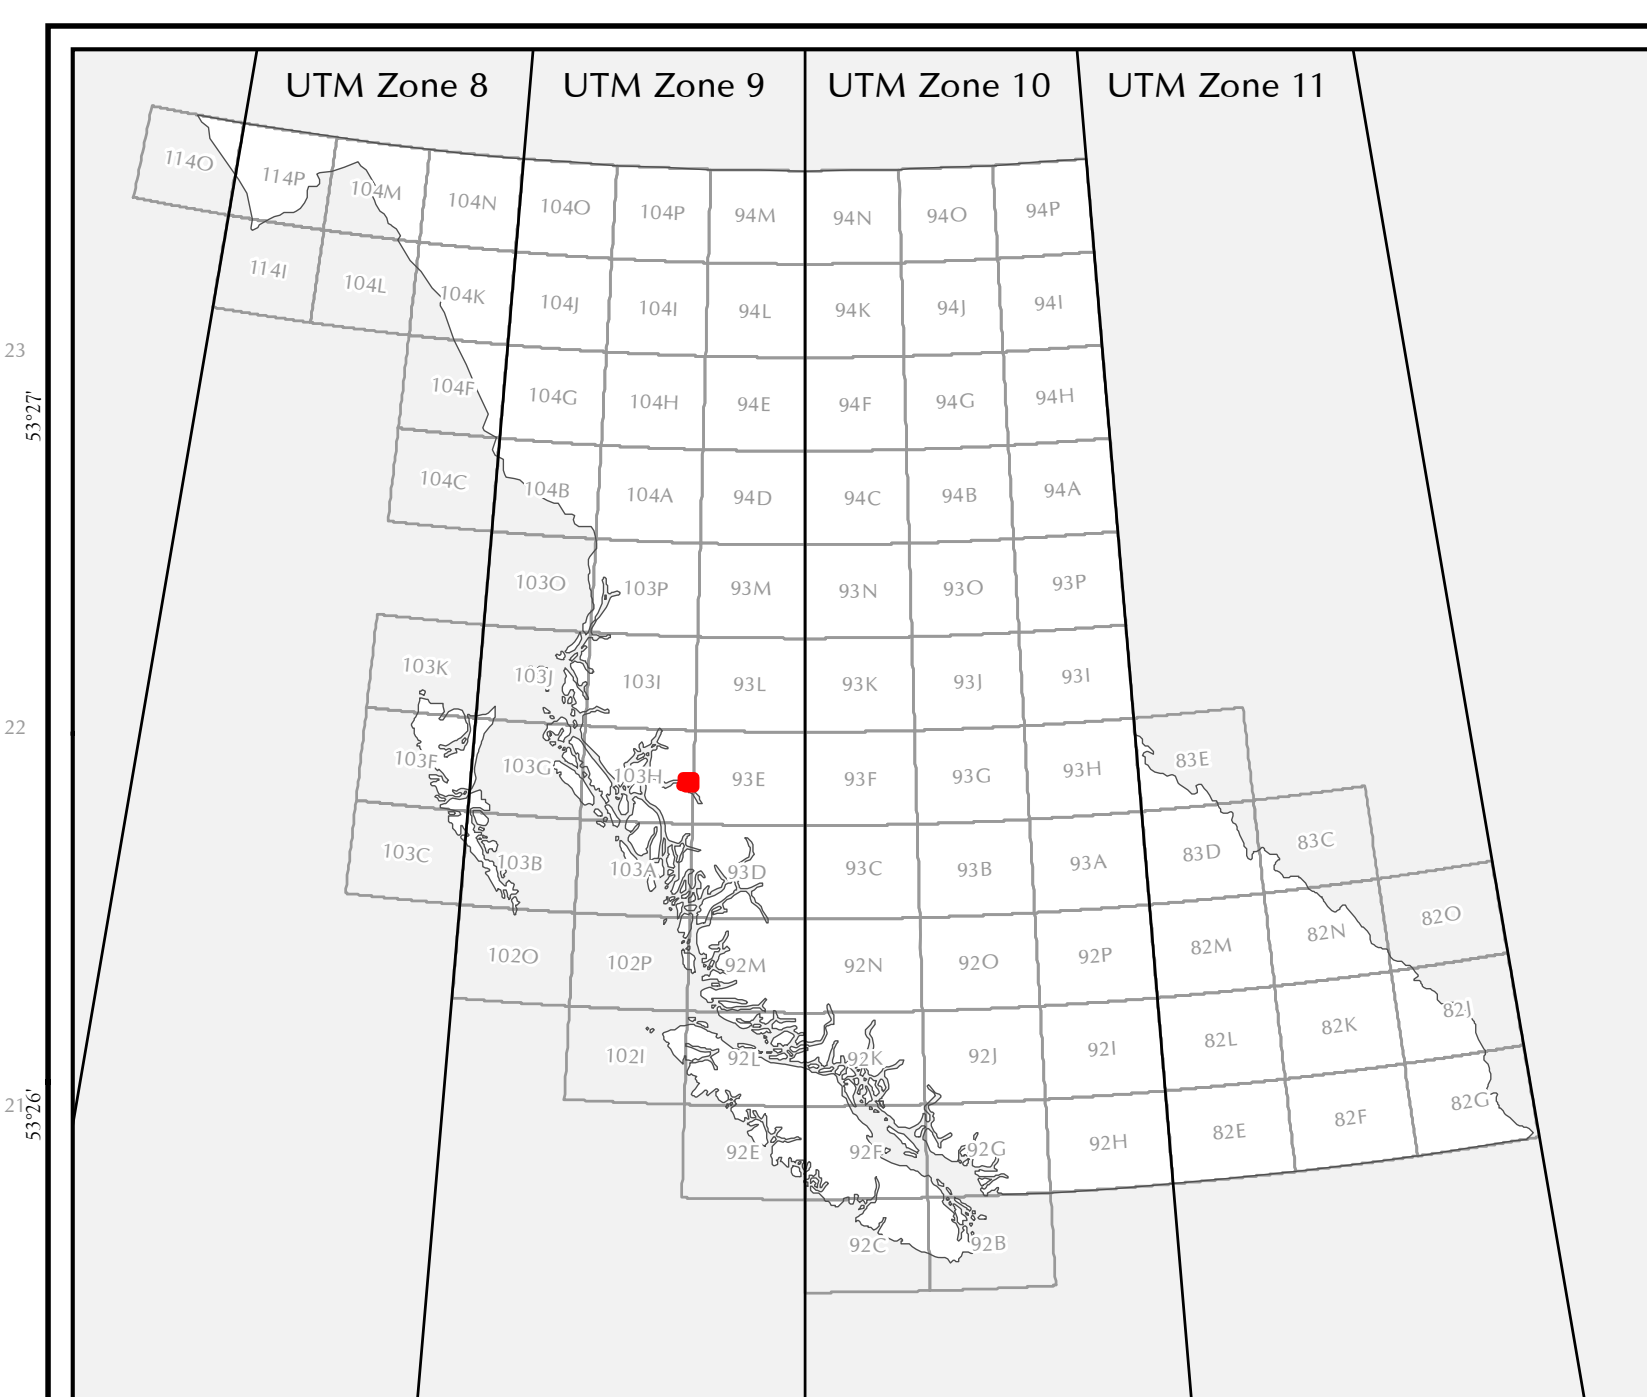 UTM Zone 8 UTM Zone 9 UTM Zone 10 UTM Zone 11
114O 114P 104M 104N 104O 104P 94M 94N 94O 94P
114I 104L 104K 104J 104I 94L 94K 94J 94I
23
53°27'
104F 104G 104H 94E 94F 94G 94H
104C 104B 104A 94D 94C 94B 94A
103O 103P 93M 93N 93O 93P
103K 103J 103I 93L 93K 93J 93I
22
103F 103G 103H 93E 93F 93G 93H 83E
103C 103B 103A 93D 93C 93B 93A 83D 83C
102O 102P 92M 92N 92O 92P 82M 82N 82O
102I 92L 92K 92J 92I 82L 82K 82J
21
53°26'
92E 92F 92G 92H 82E 82F 82G
92C 92B